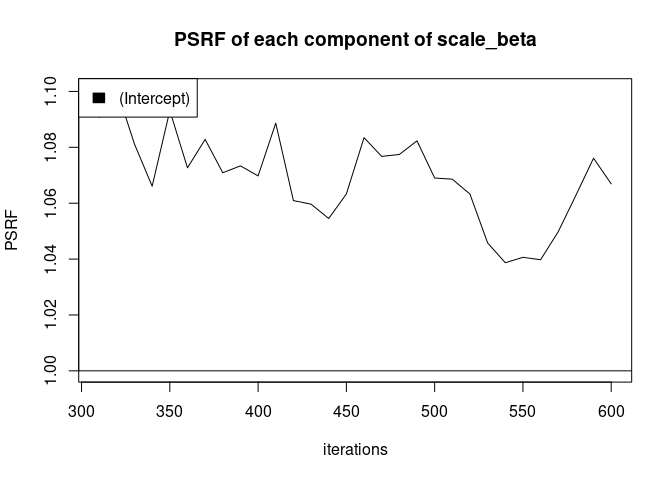 PSRF of each component of scale_beta
(Intercept)
PSRF
1.10
1.08
1.06
1.04
1.02
1.00
300 350 400 450 500 550 600
iterations